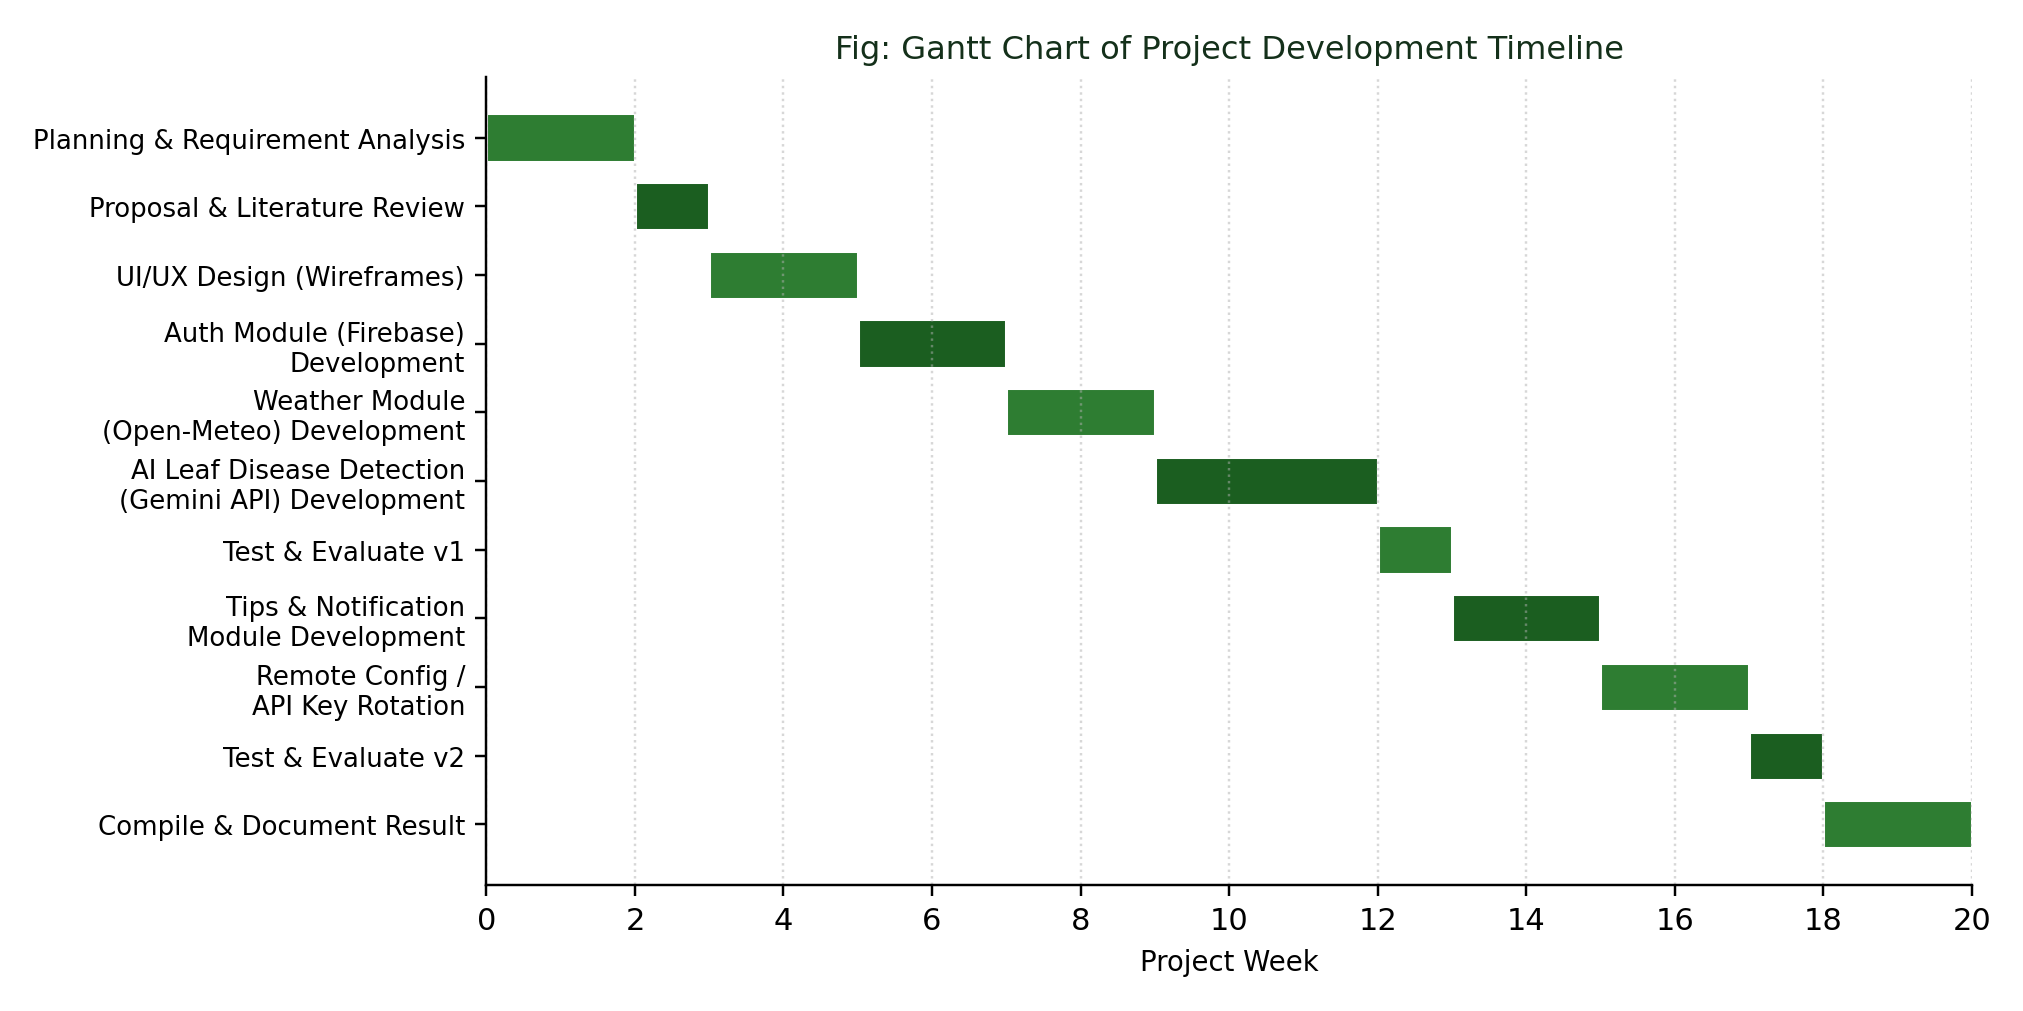 Fig: Gantt Chart of Project Development Timeline
Planning & Requirement Analysis
Proposal & Literature Review
UI/UX Design (Wireframes)
Auth Module (Firebase)
Development
Weather Module
(Open-Meteo) Development
AI Leaf Disease Detection
(Gemini API) Development
Test & Evaluate v1
Tips & Notification
Module Development
Remote Config /
API Key Rotation
Test & Evaluate v2
Compile & Document Result
0 2 4 6 8 10 12 14 16 18 20
Project Week